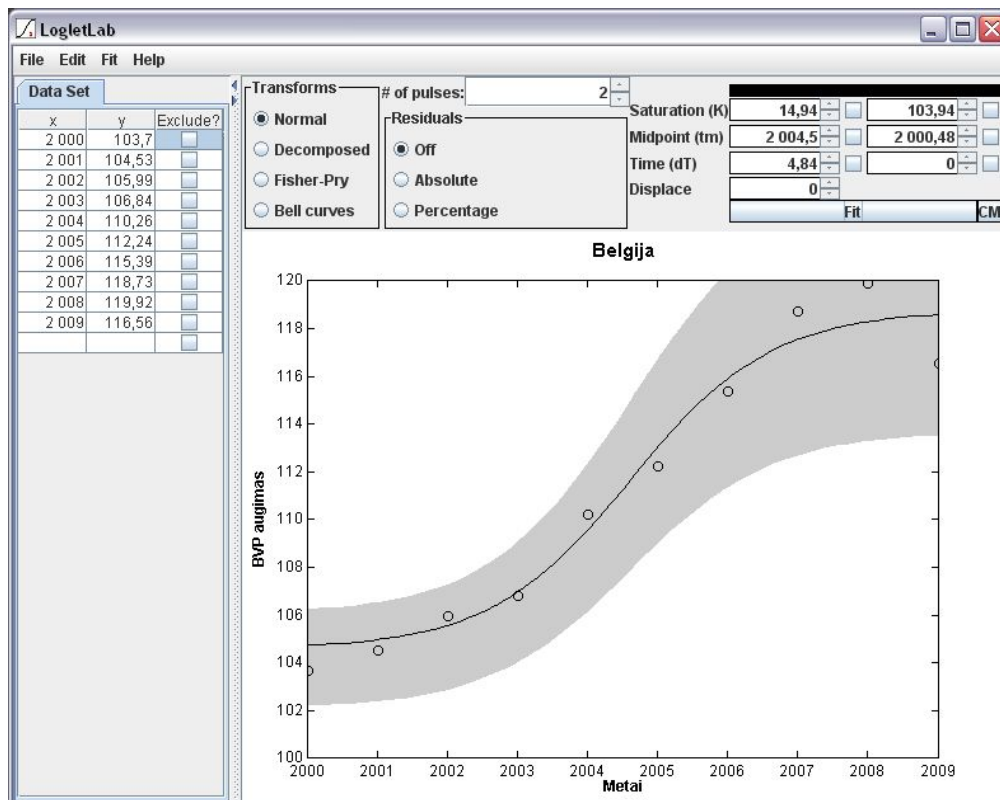 LogletLab
File Edit Fit Help
Data Set
x y Exclude?
2 000 103,7
2 001 104,53
2 002 105,99
2 003 106,84
2 004 110,26
2 005 112,24
2 006 115,39
2 007 118,73
2 008 119,92
2 009 116,56
Transforms
Normal
Decomposed
Fisher-Pry
Bell curves
# of pulses: 2
Residuals
Off
Absolute
Percentage
Saturation (K) 14,94 103,94
Midpoint (tm) 2 004,5 2 000,48
Time (dT) 4,84 0
Displace 0
Fit CM
Belgija
BVP augimas
120
118
116
114
112
110
108
106
104
102
100
2000 2001 2002 2003 2004 2005 2006 2007 2008 2009
Metai